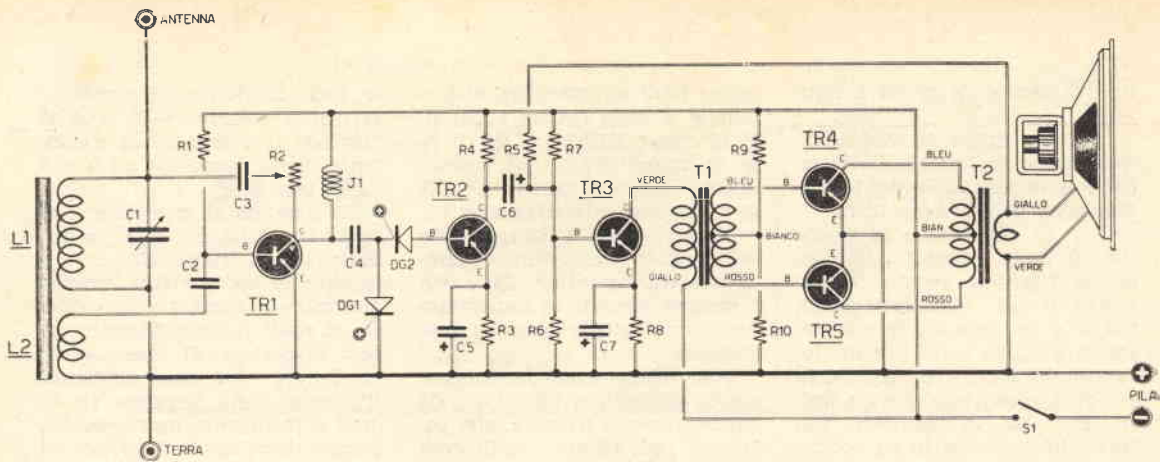 ANTENNA
R1
R2
C3
J1
L1
C1
C2
B
C
E
TR1
C4
DG2
DG1
L2
TERRA
R4
R5
R7
TR2
C6
B
C
E
C5
R3
R6
TR3
VERDE
B
C
E
C7
R8
GIALLO
T1
BLEU
BIANCO
ROSSO
R9
R10
TR4
B
C
E
BLEU
TR5
B
E
C
ROSSO
T2
BIAN
GIALLO
VERDE
S1
+
PILA
-